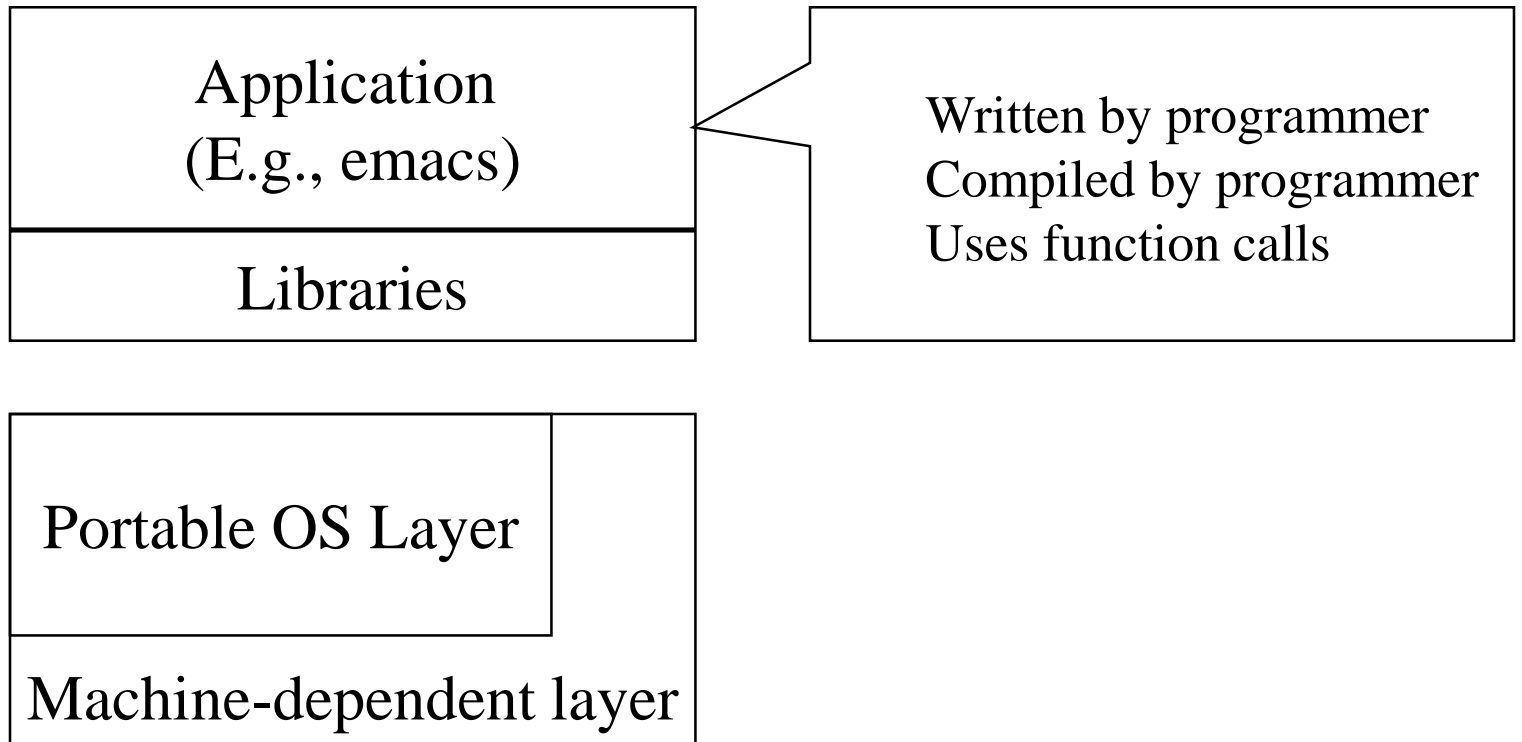 Application
(E.g., emacs)
Written by programmer
Compiled by programmer
Uses function calls
Libraries
Portable OS Layer
Machine-dependent layer